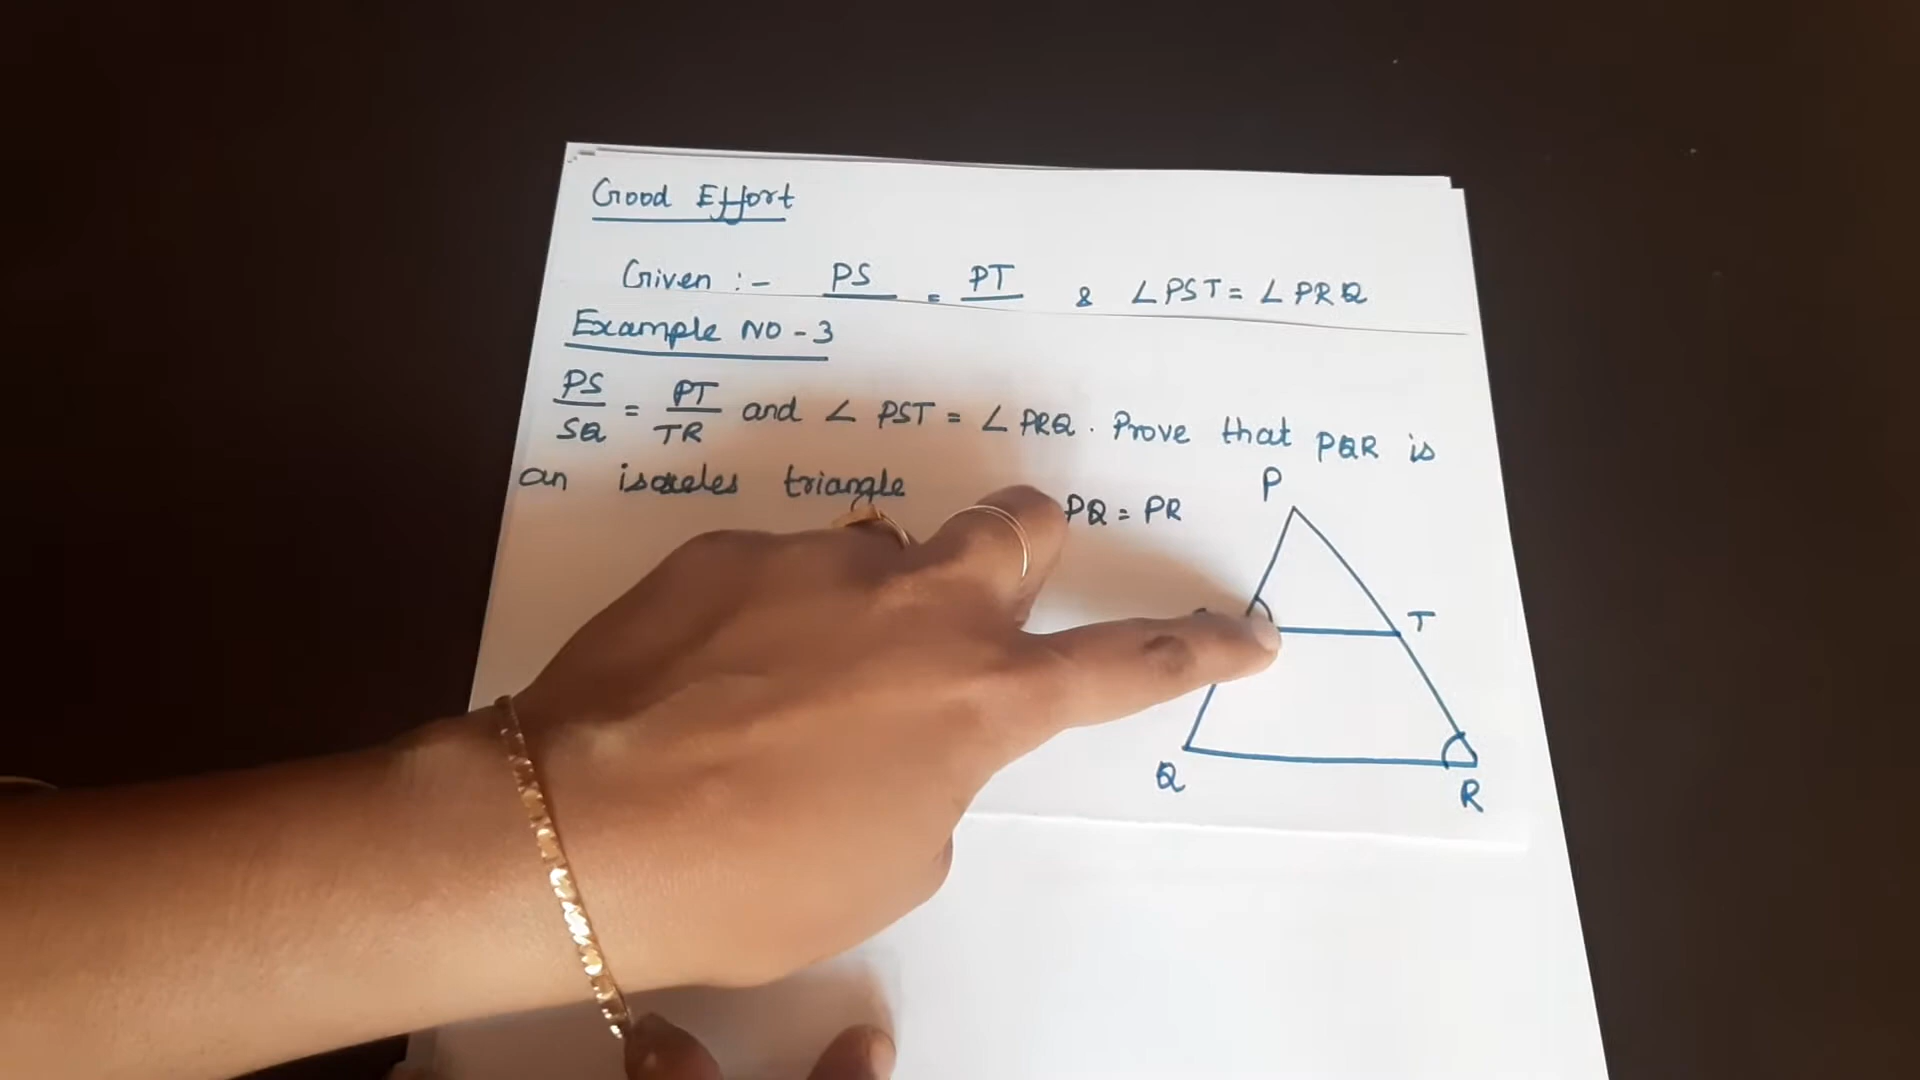 Good Effort
Given :- PS = PT & ∠PST = ∠PRQ
Example NO - 3
PS/SQ = PT/TR and ∠ PST = ∠ PRQ . Prove that PQR is
an isoceles triangle
PQ = PR
P
T
Q
R